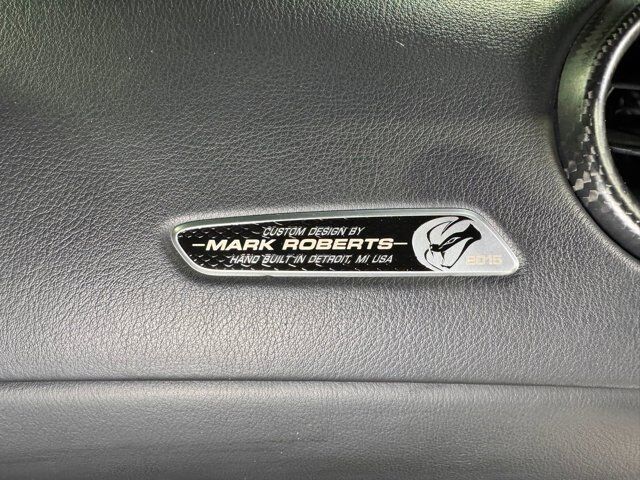 CUSTOM DESIGN BY
-MARK ROBERTS-
HAND BUILT IN DETROIT, MI USA
2015